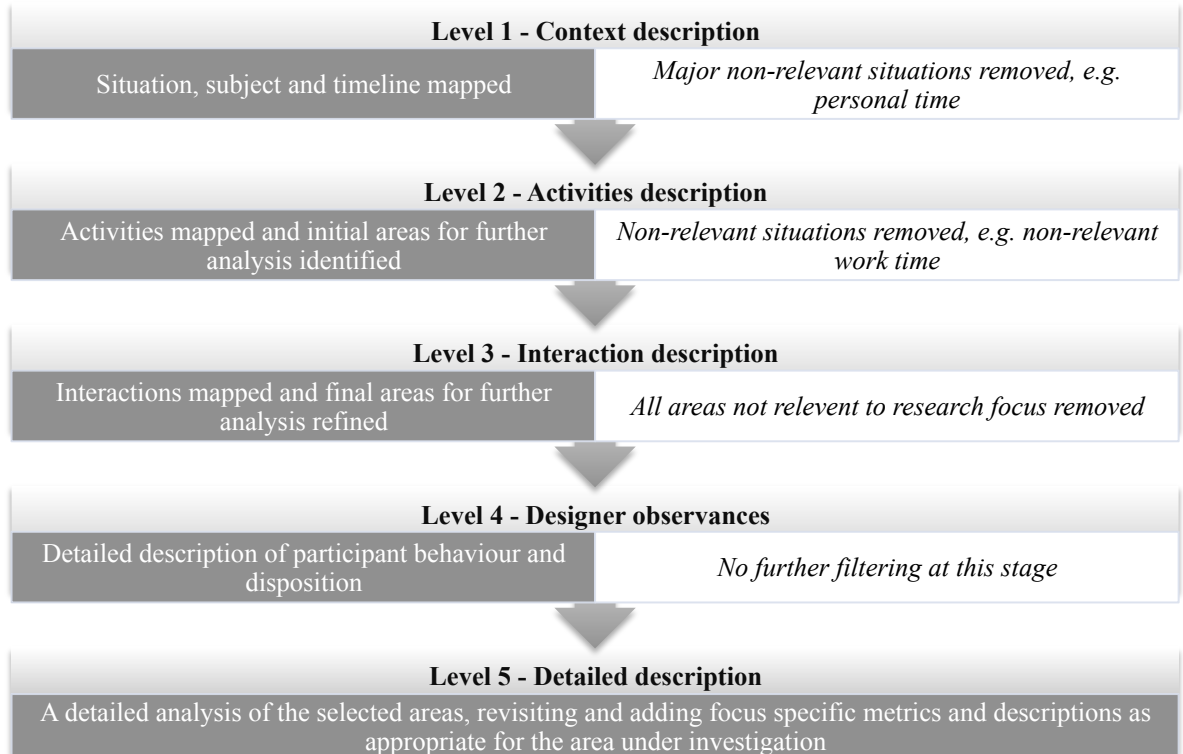 Level 1 - Context description
Situation, subject and timeline mapped
Major non-relevant situations removed, e.g.
personal time
Level 2 - Activities description
Activities mapped and initial areas for further
analysis identified
Non-relevant situations removed, e.g. non-relevant
work time
Level 3 - Interaction description
Interactions mapped and final areas for further
analysis refined
All areas not relevent to research focus removed
Level 4 - Designer observances
Detailed description of participant behaviour and
disposition
No further filtering at this stage
Level 5 - Detailed description
A detailed analysis of the selected areas, revisiting and adding focus specific metrics and descriptions as
appropriate for the area under investigation